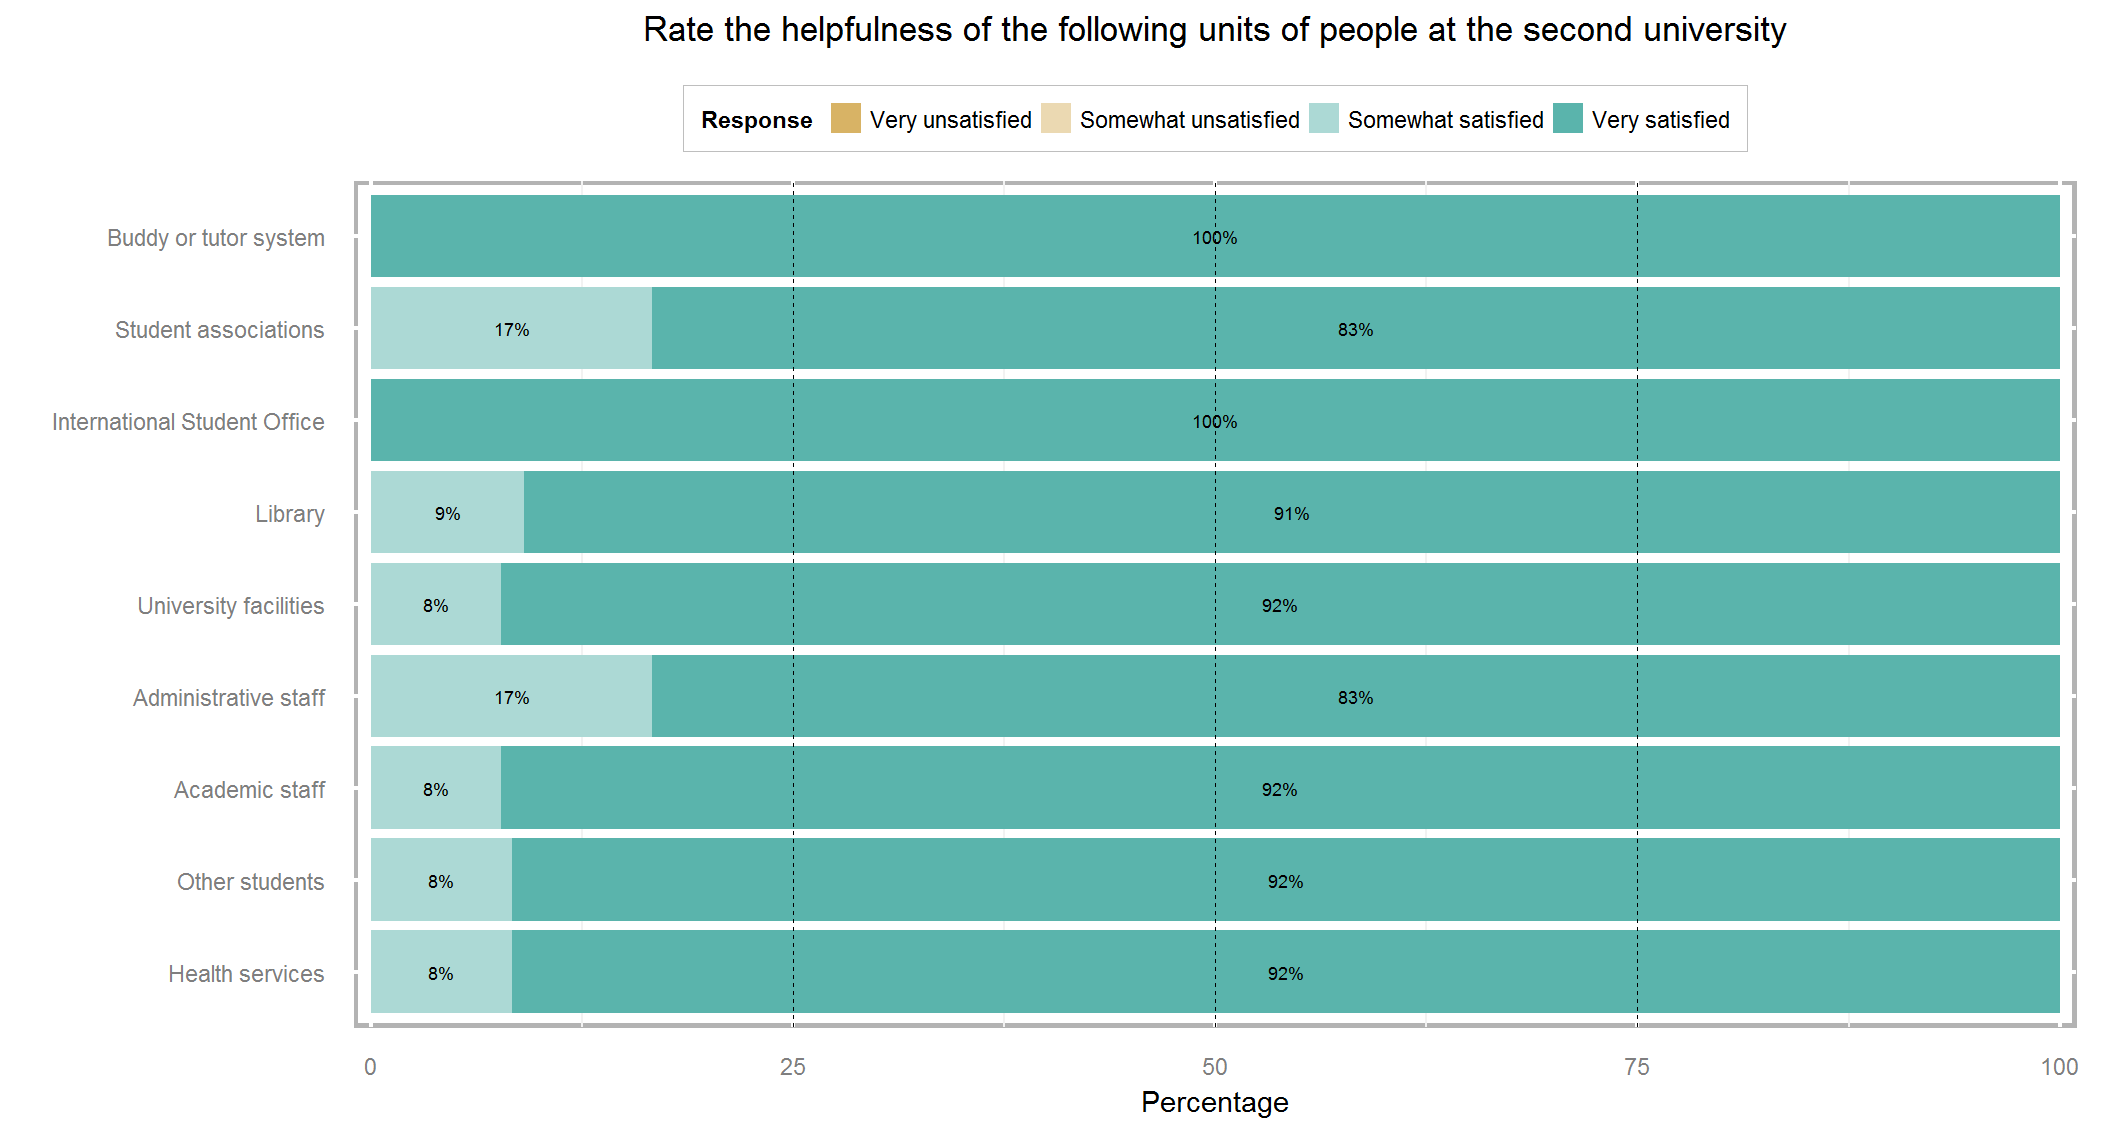 Rate the helpfulness of the following units of people at the second university
Response Very unsatisfied Somewhat unsatisfied Somewhat satisfied Very satisfied
Buddy or tutor system 100%
Student associations 17% 83%
International Student Office 100%
Library 9% 91%
University facilities 8% 92%
Administrative staff 17% 83%
Academic staff 8% 92%
Other students 8% 92%
Health services 8% 92%
0 25 50 75 100
Percentage